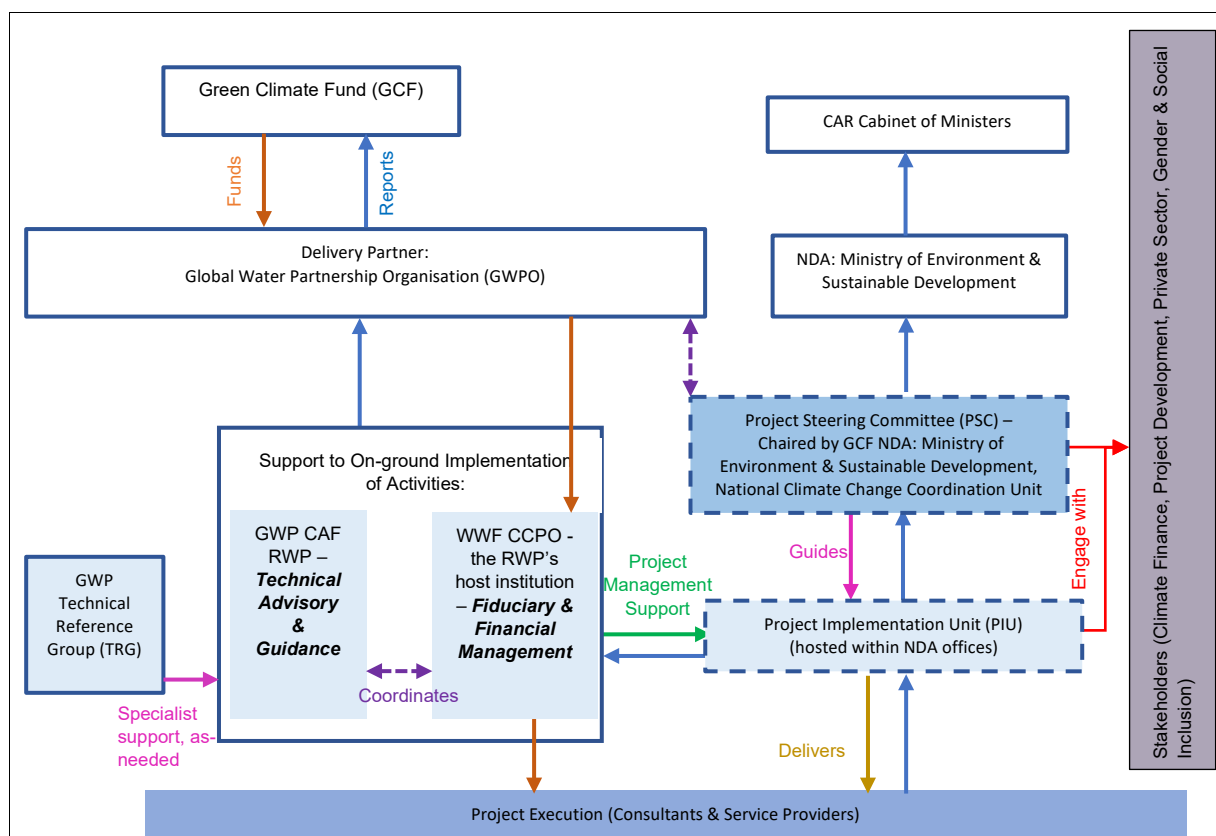 Green Climate Fund (GCF)
CAR Cabinet of Ministers
Funds
Reports
Delivery Partner:
Global Water Partnership Organisation (GWPO)
NDA: Ministry of Environment &
Sustainable Development
Project Steering Committee (PSC) –
Chaired by GCF NDA: Ministry of
Environment & Sustainable Development,
National Climate Change Coordination Unit
Support to On-ground Implementation
of Activities:
GWP CAF
RWP –
Technical
Advisory
&
Guidance
WWF CCPO -
the RWP's
host institution
– Fiduciary &
Financial
Management
Coordinates
GWP
Technical
Reference
Group (TRG)
Specialist
support, as-
needed
Project
Management
Support
Guides
Project Implementation Unit (PIU)
(hosted within NDA offices)
Engage with
Delivers
Project Execution (Consultants & Service Providers)
Stakeholders (Climate Finance, Project Development, Private Sector, Gender & Social
Inclusion)